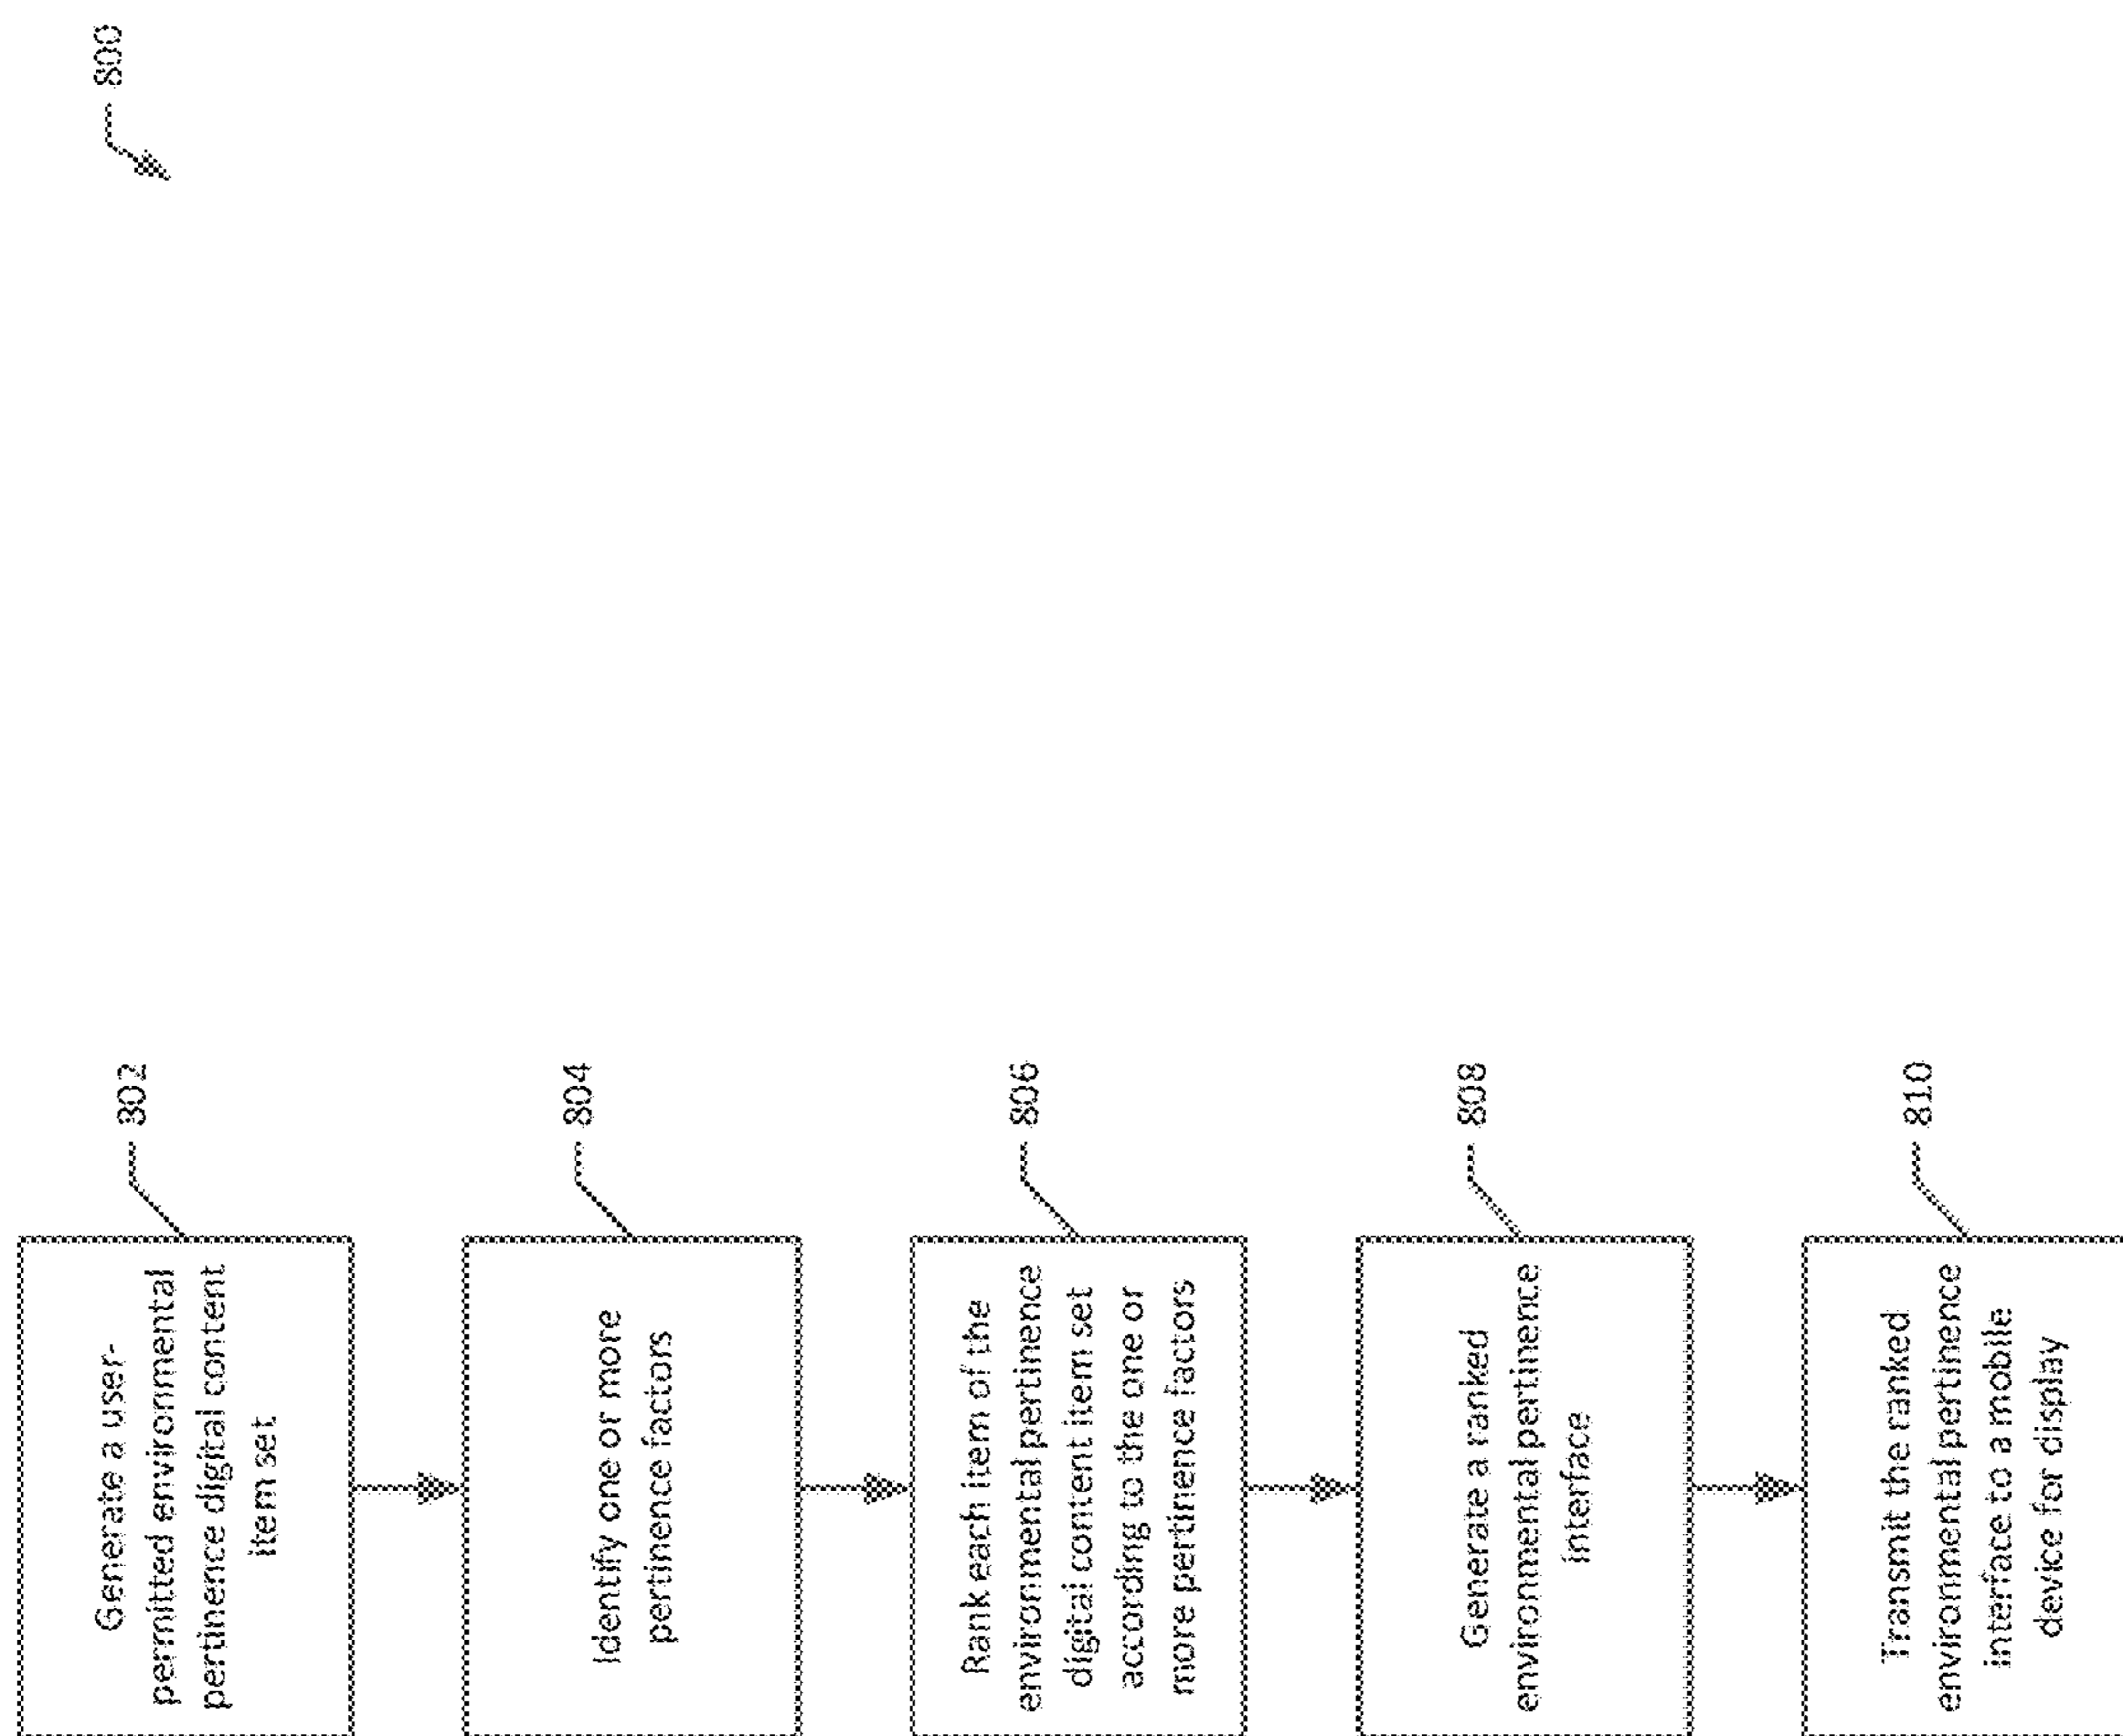 800
802
Generate a user-
permitted environmental
pertinence digital content
item set
804
Identify one or more
pertinence factors
806
Rank each item of the
environmental pertinence
digital content item set
according to the one or
more pertinence factors
808
Generate a ranked
environmental pertinence
interface
810
Transmit the ranked
environmental pertinence
interface to a mobile
device for display